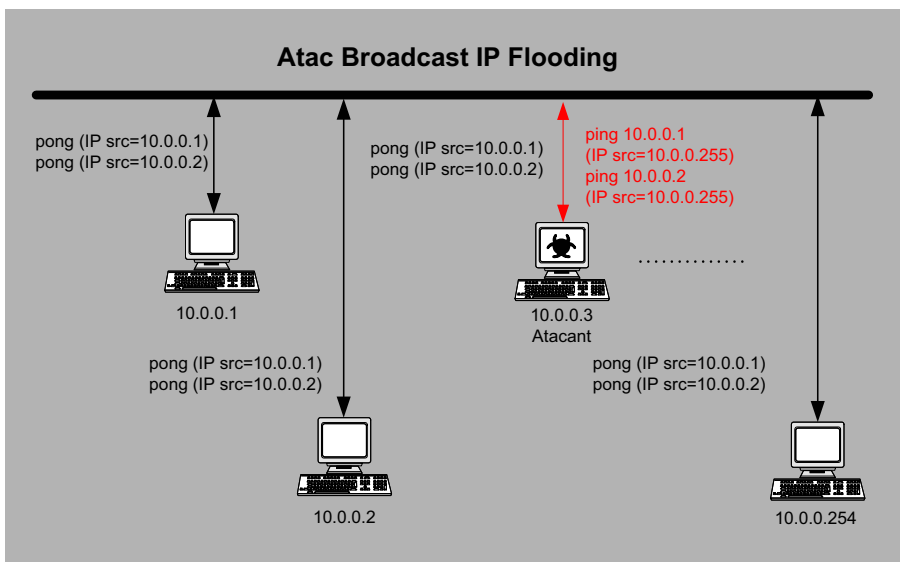 Atac Broadcast IP Flooding
pong (IP src=10.0.0.1)
pong (IP src=10.0.0.2)
pong (IP src=10.0.0.1)
pong (IP src=10.0.0.2)
ping 10.0.0.1
(IP src=10.0.0.255)
ping 10.0.0.2
(IP src=10.0.0.255)
...............
10.0.0.1
10.0.0.3
Atacant
pong (IP src=10.0.0.1)
pong (IP src=10.0.0.2)
pong (IP src=10.0.0.1)
pong (IP src=10.0.0.2)
10.0.0.2
10.0.0.254